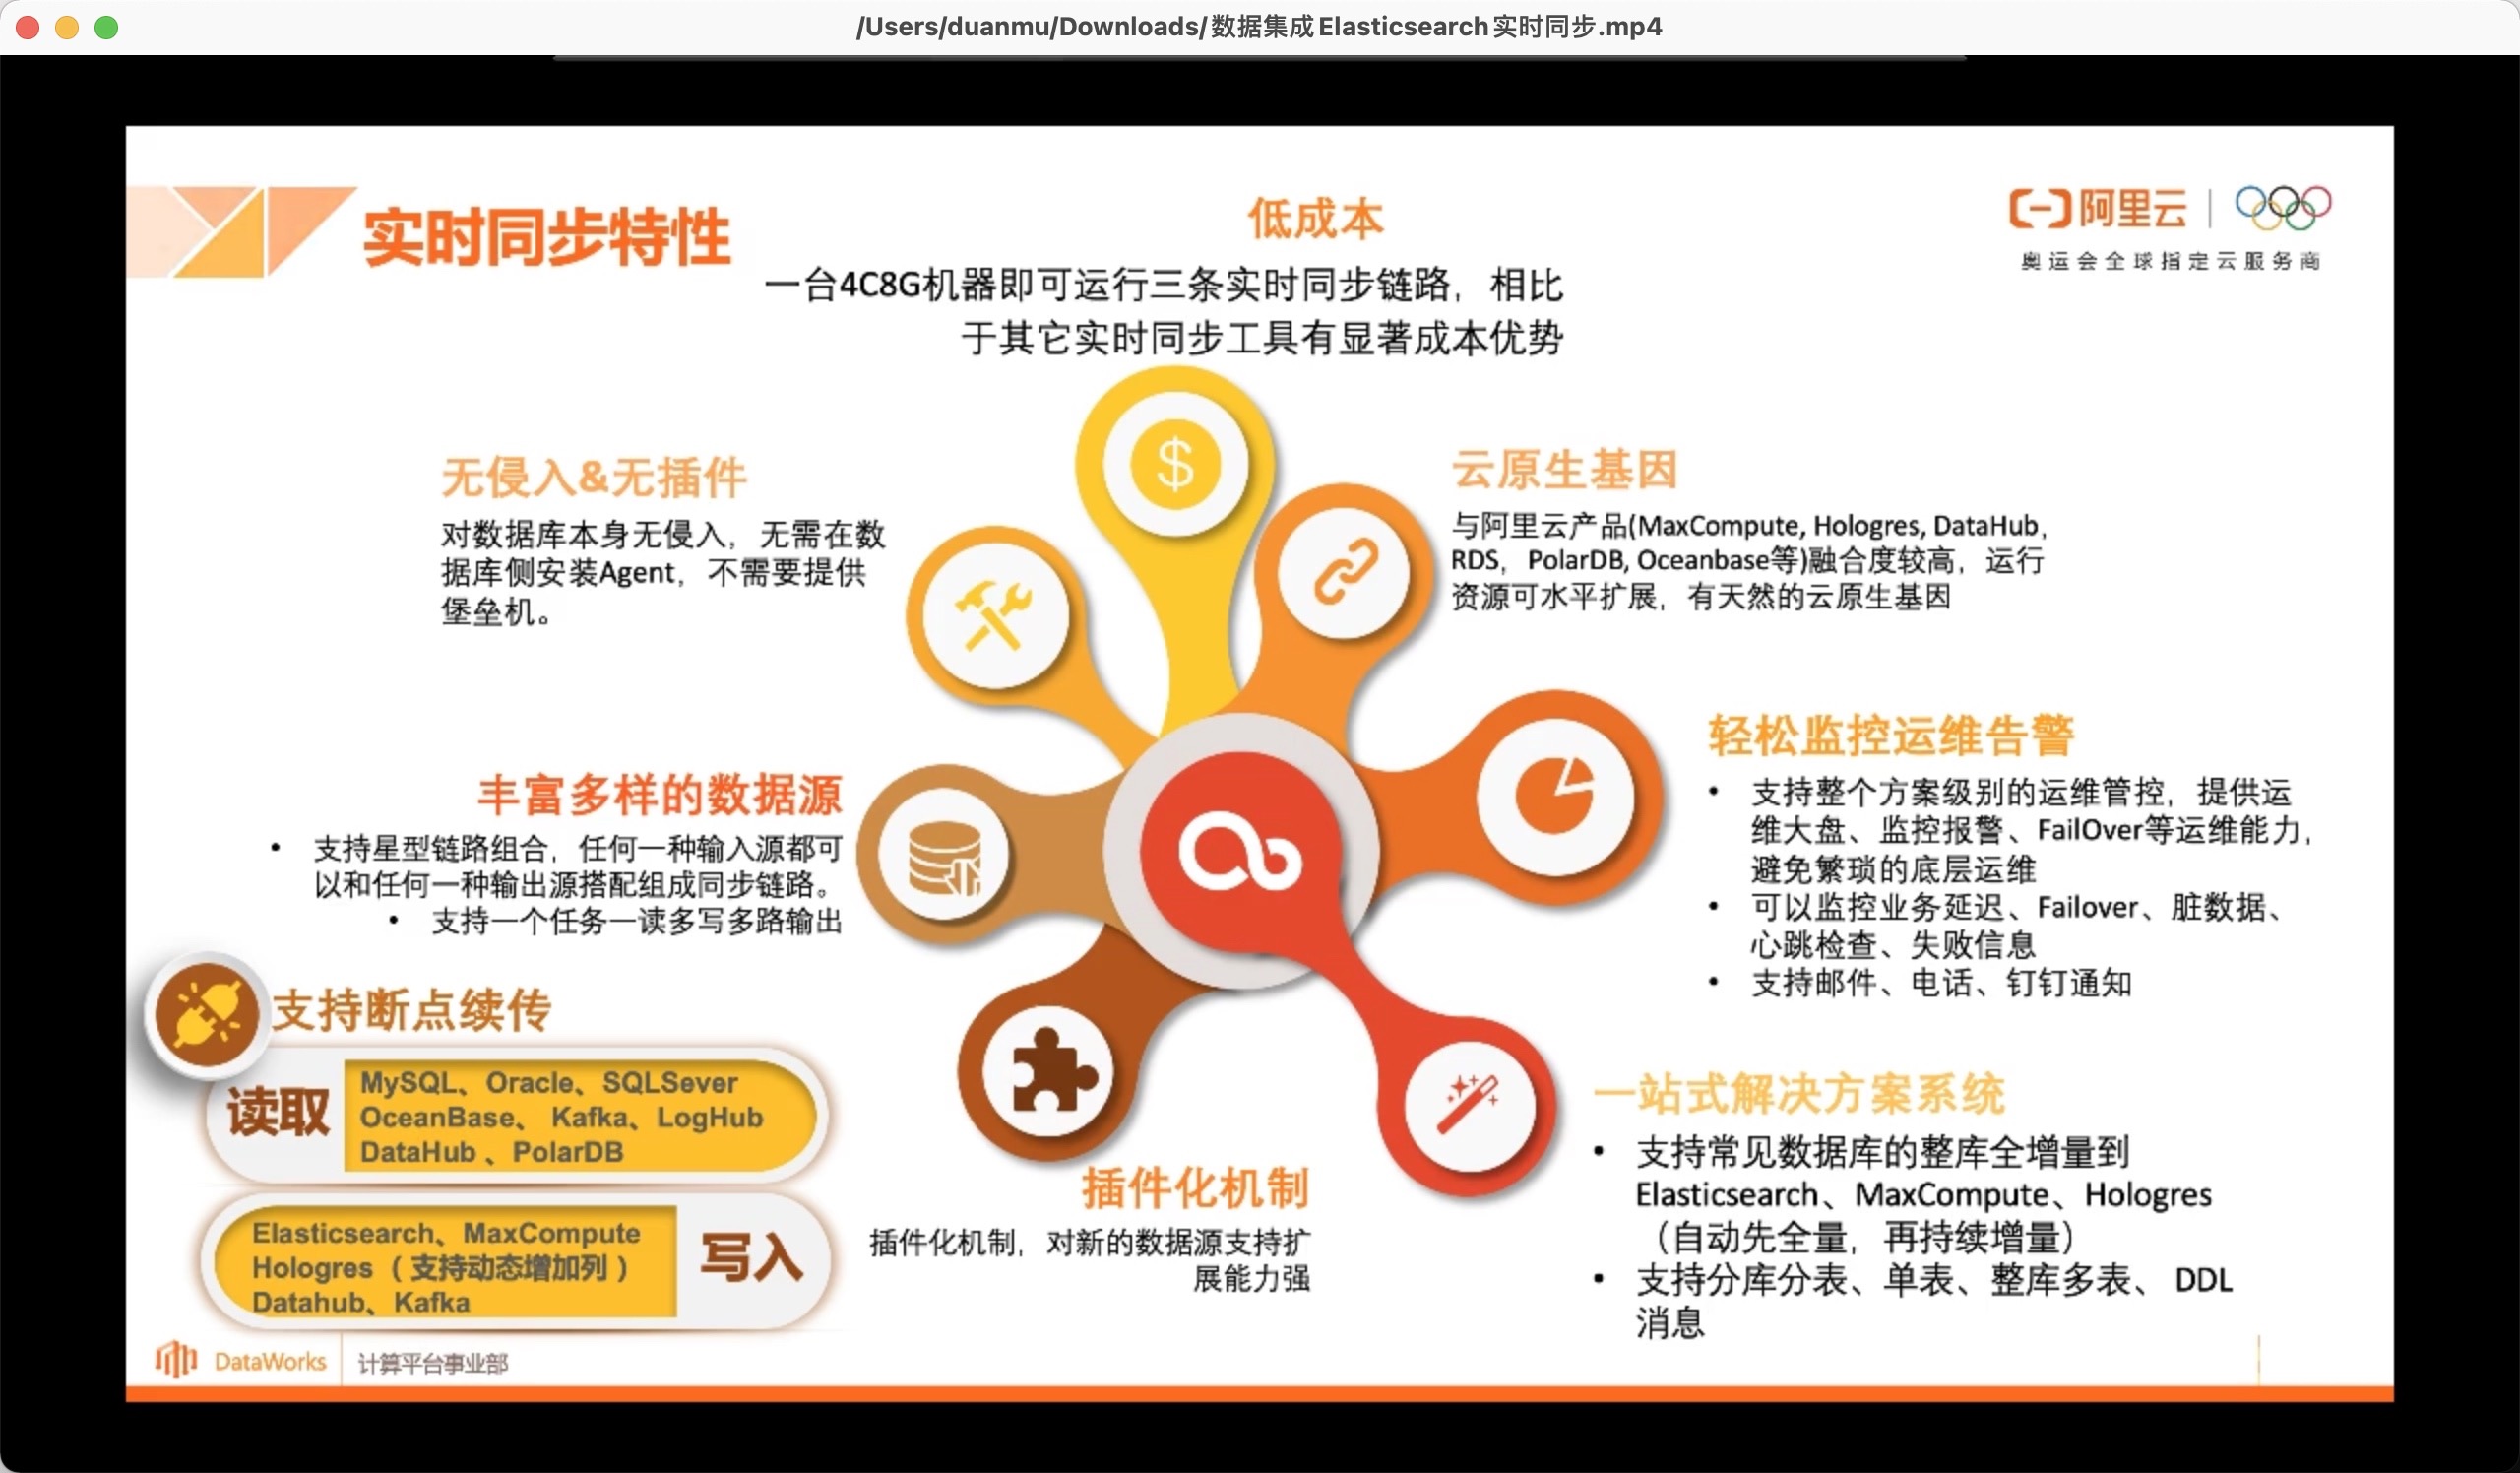 /Users/duanmu/Downloads/数据集成Elasticsearch实时同步.mp4
实时同步特性
阿里云
奥运会全球指定云服务商
低成本
一台4C8G机器即可运行三条实时同步链路，相比
于其它实时同步工具有显著成本优势
无侵入&无插件
对数据库本身无侵入，无需在数
据库侧安装Agent，不需要提供
堡垒机。
云原生基因
与阿里云产品(MaxCompute, Hologres, DataHub,
RDS，PolarDB, Oceanbase等)融合度较高，运行
资源可水平扩展，有天然的云原生基因
轻松监控运维告警
• 支持整个方案级别的运维管控，提供运
维大盘、监控报警、FailOver等运维能力，
避免繁琐的底层运维
• 可以监控业务延迟、Failover、脏数据、
心跳检查、失败信息
• 支持邮件、电话、钉钉通知
丰富多样的数据源
• 支持星型链路组合，任何一种输入源都可
以和任何一种输出源搭配组成同步链路。
• 支持一个任务一读多写多路输出
支持断点续传
读取
MySQL、Oracle、SQLSever
OceanBase、 Kafka、LogHub
DataHub 、PolarDB
Elasticsearch、MaxCompute
Hologres（支持动态增加列）
Datahub、Kafka
写入
插件化机制
插件化机制，对新的数据源支持扩
展能力强
一站式解决方案系统
• 支持常见数据库的整库全增量到
Elasticsearch、MaxCompute、Hologres
（自动先全量，再持续增量）
• 支持分库分表、单表、整库多表、 DDL
消息
DataWorks
计算平台事业部